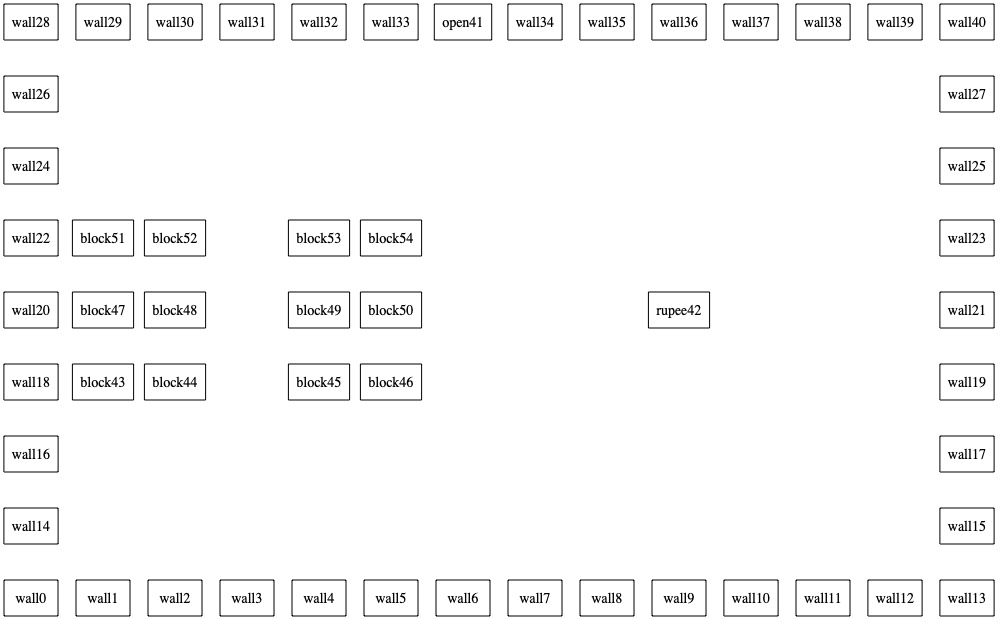 wall28 wall29 wall30 wall31 wall32 wall33 open41 wall34 wall35 wall36 wall37 wall38 wall39 wall40
wall26 wall27
wall24 wall25
wall22 block51 block52 block53 block54 wall23
wall20 block47 block48 block49 block50 rupee42 wall21
wall18 block43 block44 block45 block46 wall19
wall16 wall17
wall14 wall15
wall0 wall1 wall2 wall3 wall4 wall5 wall6 wall7 wall8 wall9 wall10 wall11 wall12 wall13